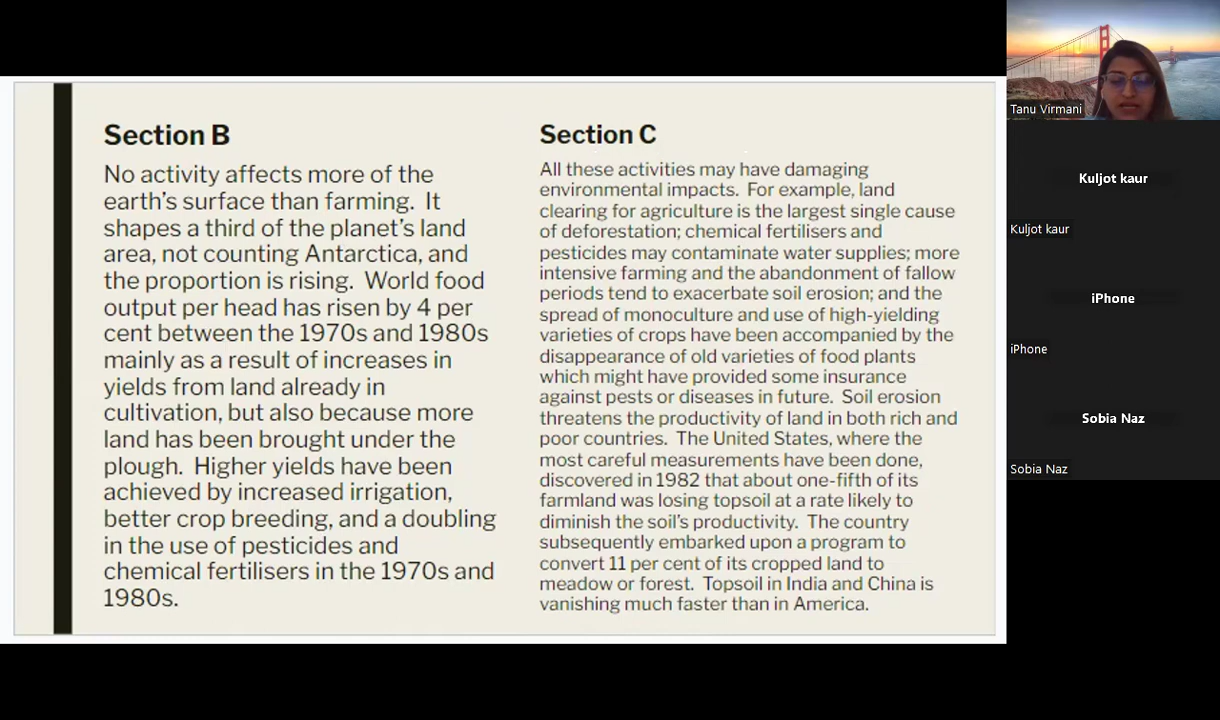 Section B
No activity affects more of the
earth's surface than farming.  It
shapes a third of the planet's land
area, not counting Antarctica, and
the proportion is rising.  World food
output per head has risen by 4 per
cent between the 1970s and 1980s
mainly as a result of increases in
yields from land already in
cultivation, but also because more
land has been brought under the
plough.  Higher yields have been
achieved by increased irrigation,
better crop breeding, and a doubling
in the use of pesticides and
chemical fertilisers in the 1970s and
1980s.
Section C
All these activities may have damaging
environmental impacts.  For example, land
clearing for agriculture is the largest single cause
of deforestation; chemical fertilisers and
pesticides may contaminate water supplies; more
intensive farming and the abandonment of fallow
periods tend to exacerbate soil erosion; and the
spread of monoculture and use of high-yielding
varieties of crops have been accompanied by the
disappearance of old varieties of food plants
which might have provided some insurance
against pests or diseases in future.  Soil erosion
threatens the productivity of land in both rich and
poor countries.  The United States, where the
most careful measurements have been done,
discovered in 1982 that about one-fifth of its
farmland was losing topsoil at a rate likely to
diminish the soil's productivity.  The country
subsequently embarked upon a program to
convert 11 per cent of its cropped land to
meadow or forest.  Topsoil in India and China is
vanishing much faster than in America.
Tanu Virmani
Kuljot kaur
Kuljot kaur
iPhone
iPhone
Sobia Naz
Sobia Naz